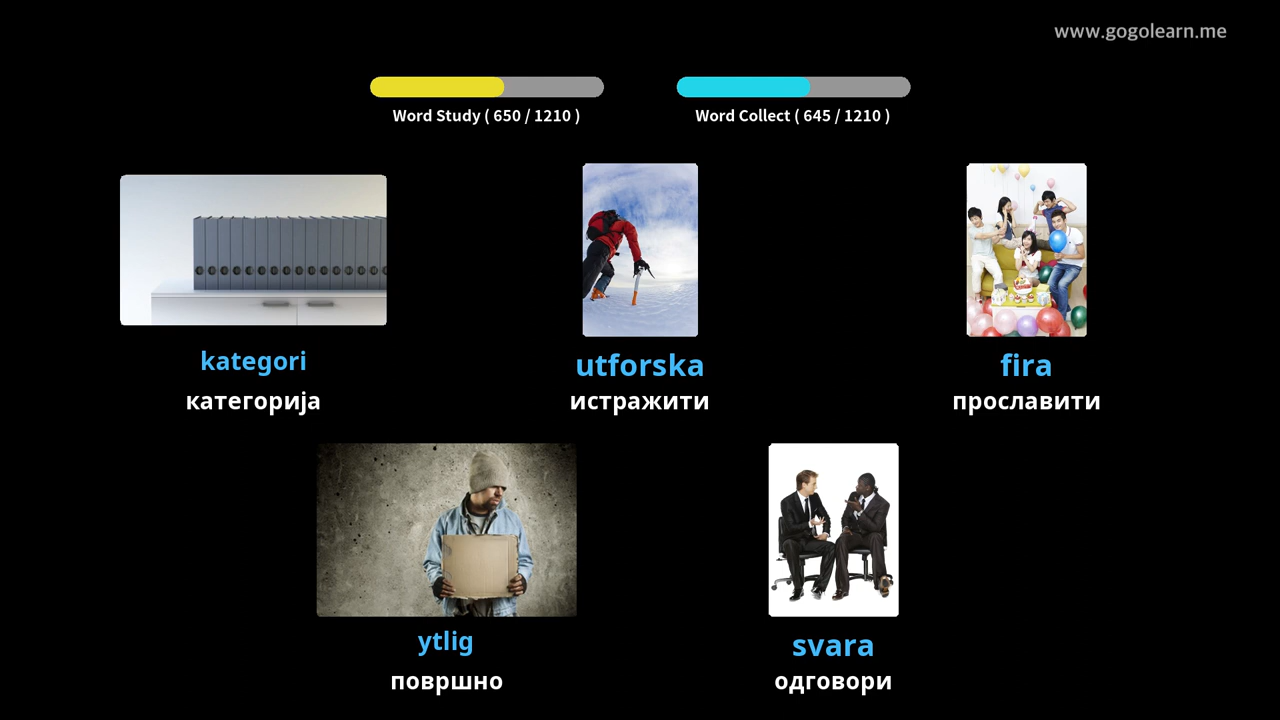 www.gogolearn.me
Word Study ( 650 / 1210 )
Word Collect ( 645 / 1210 )
kategori
категорија
utforska
истражити
fira
прославити
ytlig
површно
svara
одговори